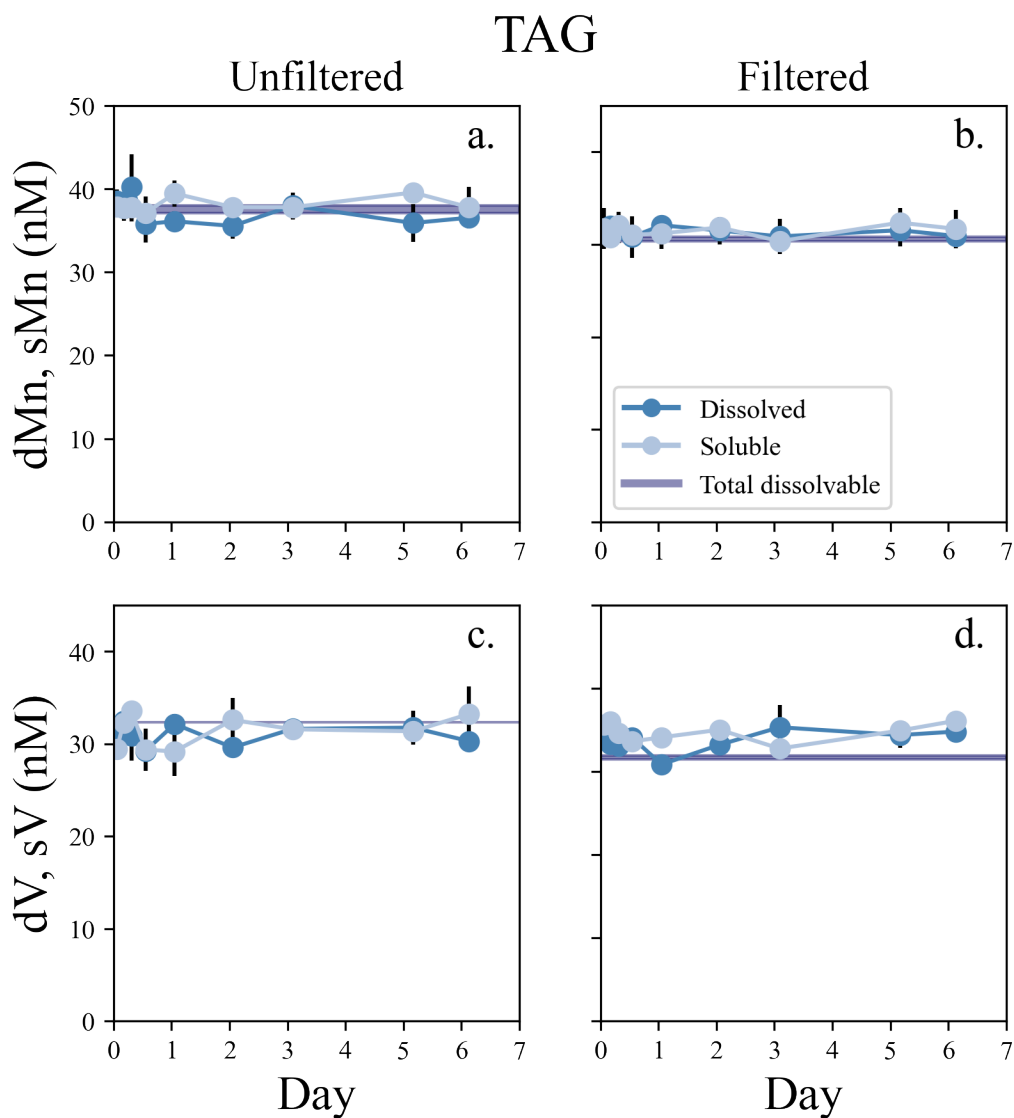 TAG
Unfiltered
Filtered
dMn, sMn (nM)
50
40
30
20
10
0
a.
0 1 2 3 4 5 6 7
b.
Dissolved
Soluble
Total dissolvable
0 1 2 3 4 5 6 7
dV, sV (nM)
40
30
20
10
0
c.
0 1 2 3 4 5 6 7
Day
d.
0 1 2 3 4 5 6 7
Day